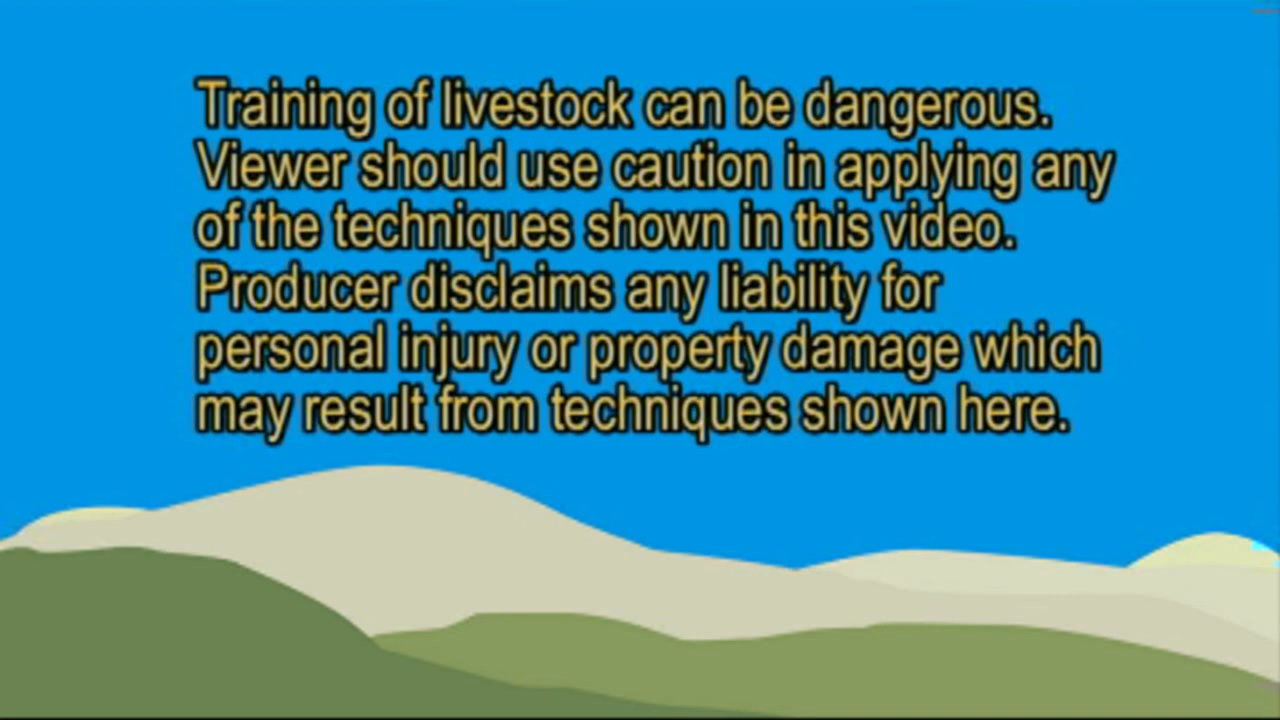 Training of livestock can be dangerous.
Viewer should use caution in applying any
of the techniques shown in this video.
Producer disclaims any liability for
personal injury or property damage which
may result from techniques shown here.